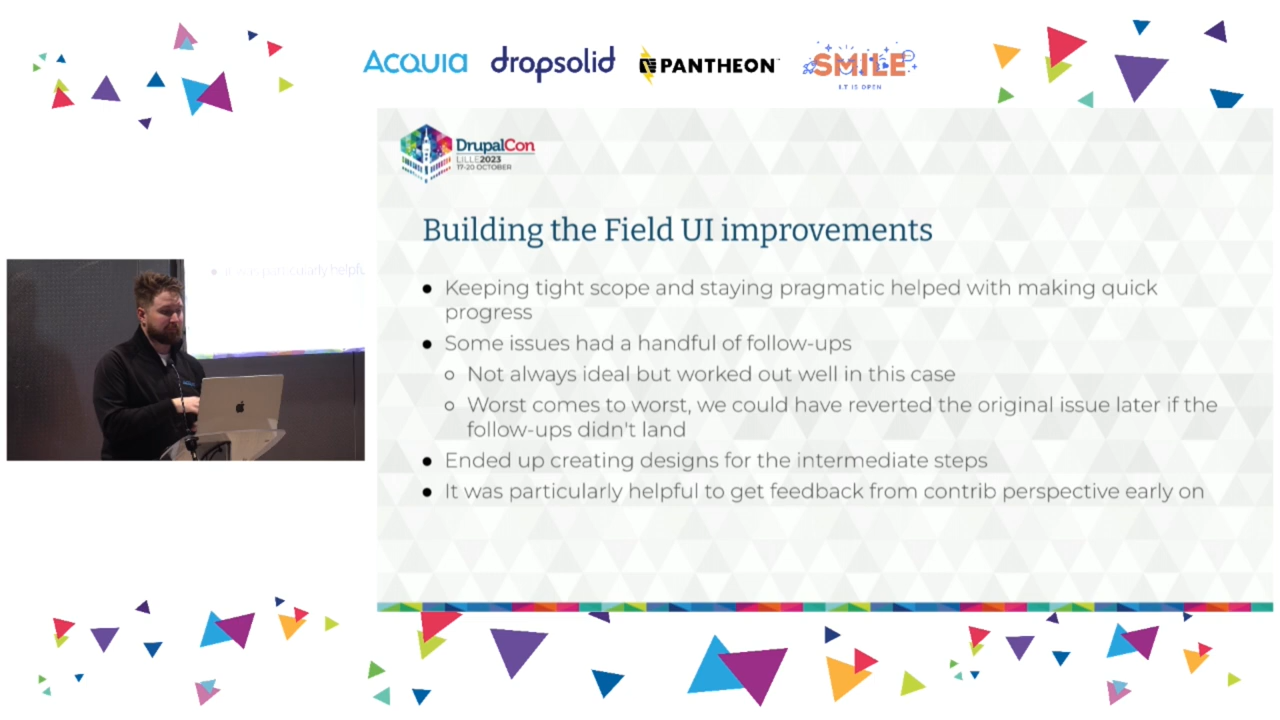 ACQUIA dropsolid PANTHEON SMILE
I.T IS OPEN
DrupalCon
LILLE2023
17-20 OCTOBER
Building the Field UI improvements
Keeping tight scope and staying pragmatic helped with making quick
progress
Some issues had a handful of follow-ups
Not always ideal but worked out well in this case
Worst comes to worst, we could have reverted the original issue later if the
follow-ups didn't land
Ended up creating designs for the intermediate steps
It was particularly helpful to get feedback from contrib perspective early on
It was particularly helpfu